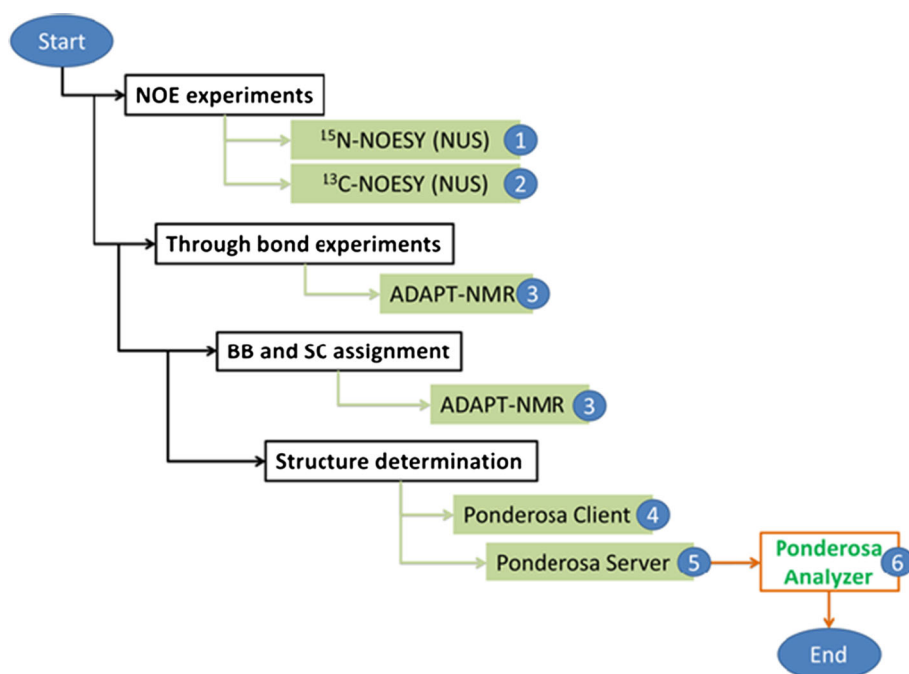 Start
NOE experiments
¹⁵N-NOESY (NUS) 1
¹³C-NOESY (NUS) 2
Through bond experiments
ADAPT-NMR 3
BB and SC assignment
ADAPT-NMR 3
Structure determination
Ponderosa Client 4
Ponderosa Server 5
Ponderosa
Analyzer 6
End